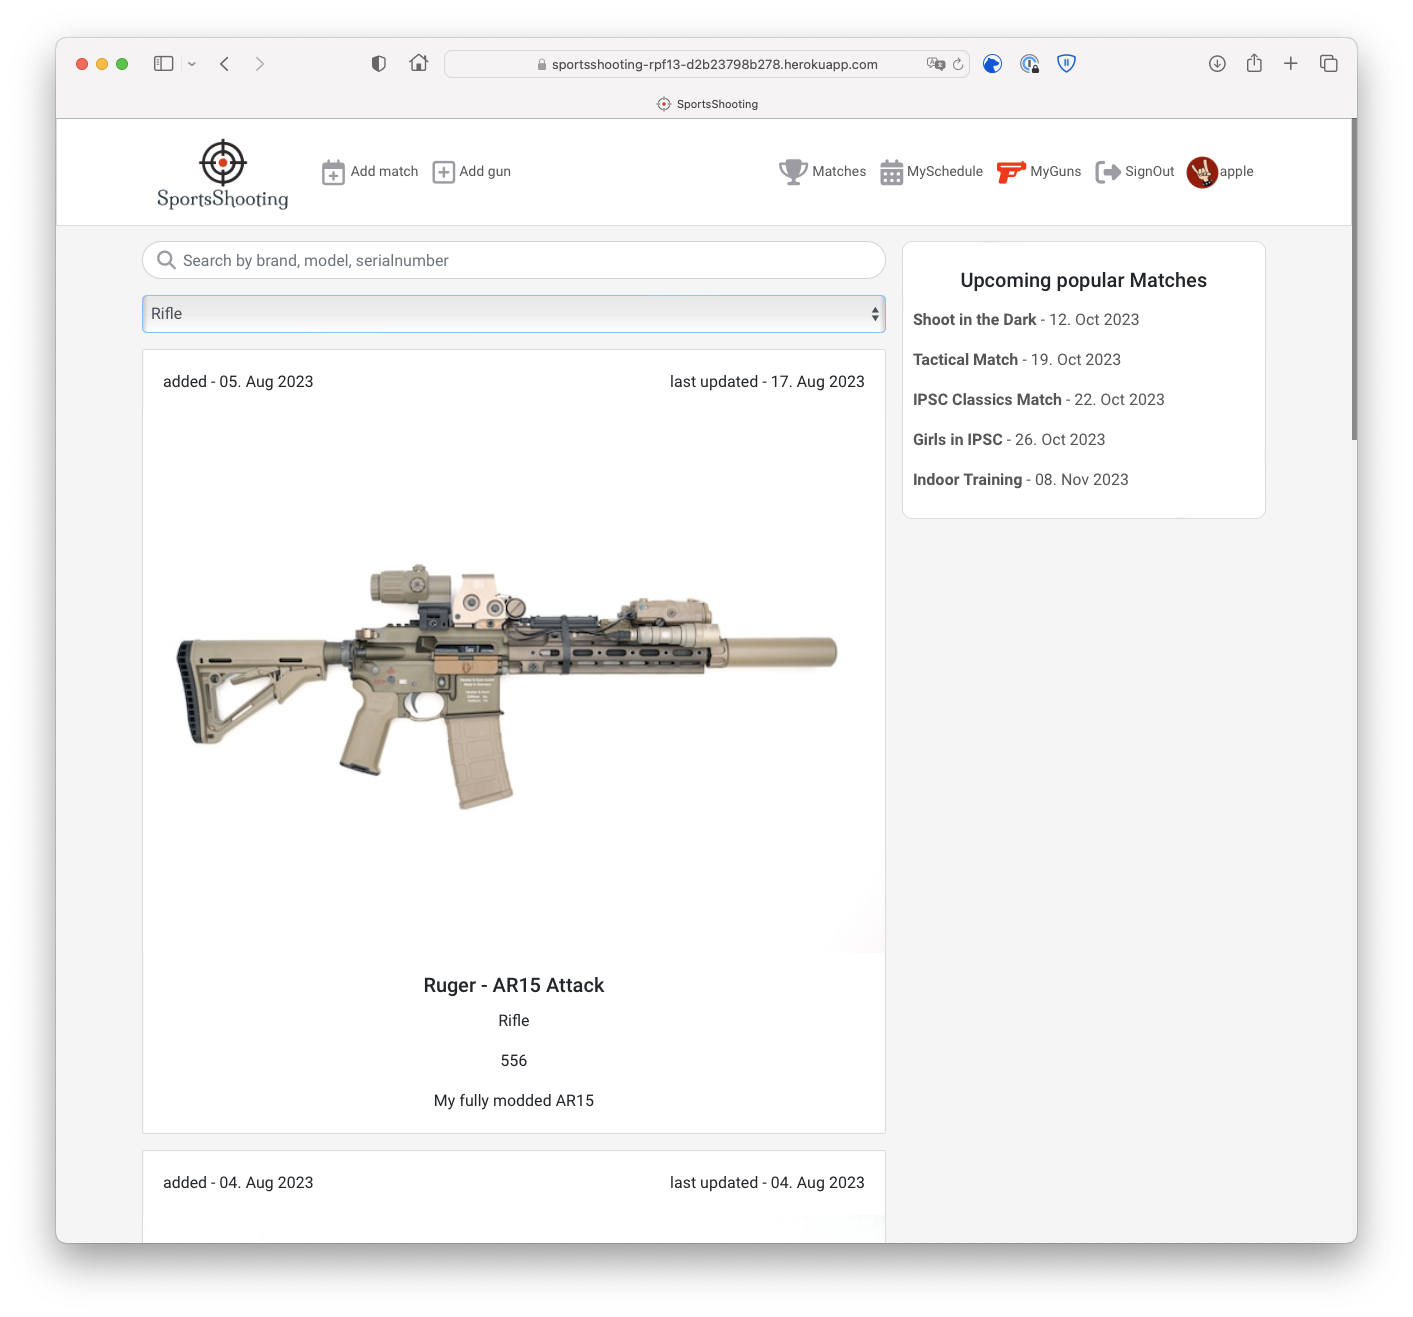 sportsshooting-rpf13-d2b23798b278.herokuapp.com
SportsShooting
SportsShooting
Add match
Add gun
Matches
MySchedule
MyGuns
SignOut
apple
Search by brand, model, serialnumber
Rifle
Upcoming popular Matches
Shoot in the Dark - 12. Oct 2023
Tactical Match - 19. Oct 2023
IPSC Classics Match - 22. Oct 2023
Girls in IPSC - 26. Oct 2023
Indoor Training - 08. Nov 2023
added - 05. Aug 2023
last updated - 17. Aug 2023
Ruger - AR15 Attack
Rifle
556
My fully modded AR15
added - 04. Aug 2023
last updated - 04. Aug 2023